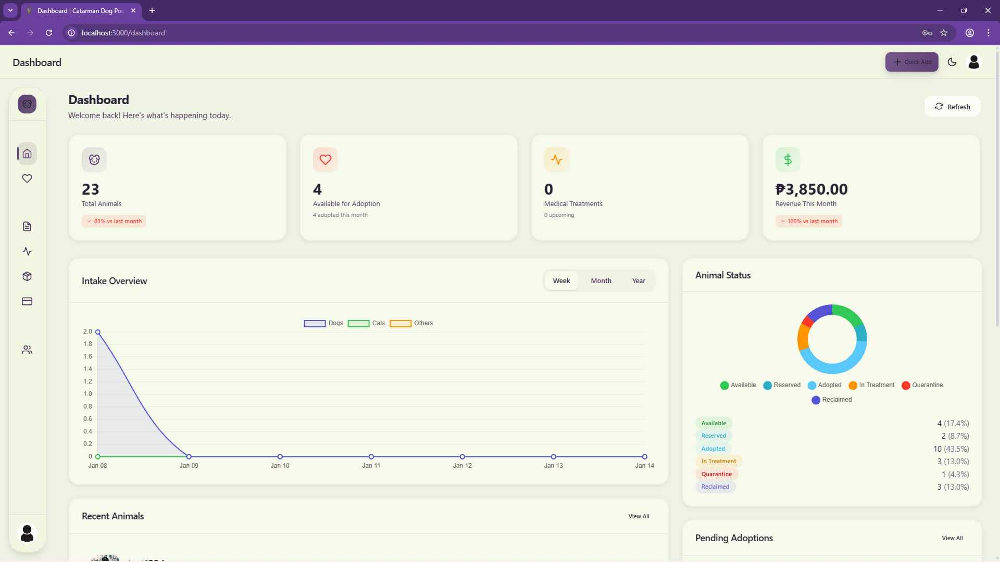 Dashboard | Catarman Dog Pou
localhost:3000/dashboard
Dashboard
Quick Add
Dashboard
Welcome back! Here's what's happening today.
Refresh
23
Total Animals
83% vs last month
4
Available for Adoption
4 adopted this month
0
Medical Treatments
0 upcoming
₱3,850.00
Revenue This Month
100% vs last month
Intake Overview
Week Month Year
Dogs Cats Others
2.0
1.8
1.6
1.4
1.2
1.0
0.8
0.6
0.4
0.2
0
Jan 08 Jan 09 Jan 10 Jan 11 Jan 12 Jan 13 Jan 14
Animal Status
Available Reserved Adopted In Treatment Quarantine
Reclaimed
Available 4 (17.4%)
Reserved 2 (8.7%)
Adopted 10 (43.5%)
In Treatment 3 (13.0%)
Quarantine 1 (4.3%)
Reclaimed 3 (13.0%)
Recent Animals
View All
Pending Adoptions
View All